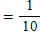 = 1/10